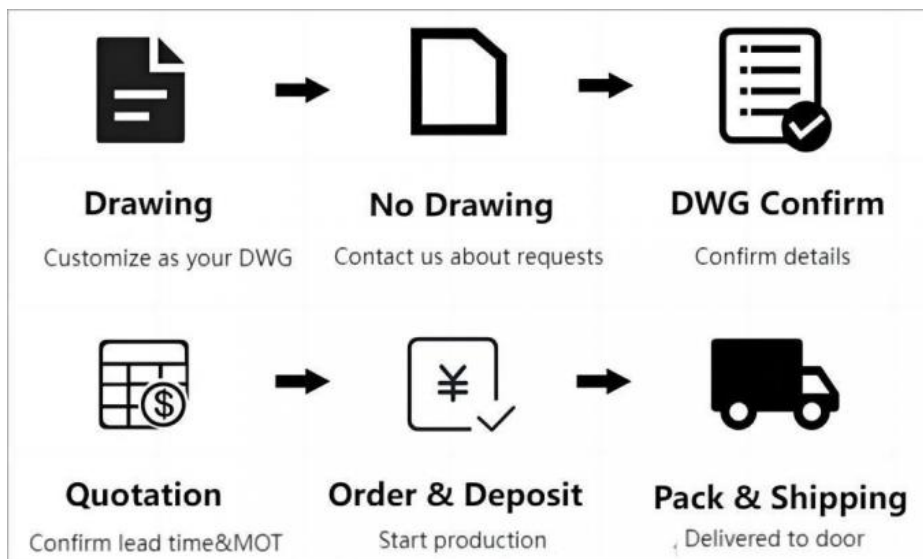 Drawing
No Drawing
DWG Confirm
Customize as your DWG
Contact us about requests
Confirm details
$
¥
Quotation
Order & Deposit
Pack & Shipping
Confirm lead time&MOT
Start production
Delivered to door